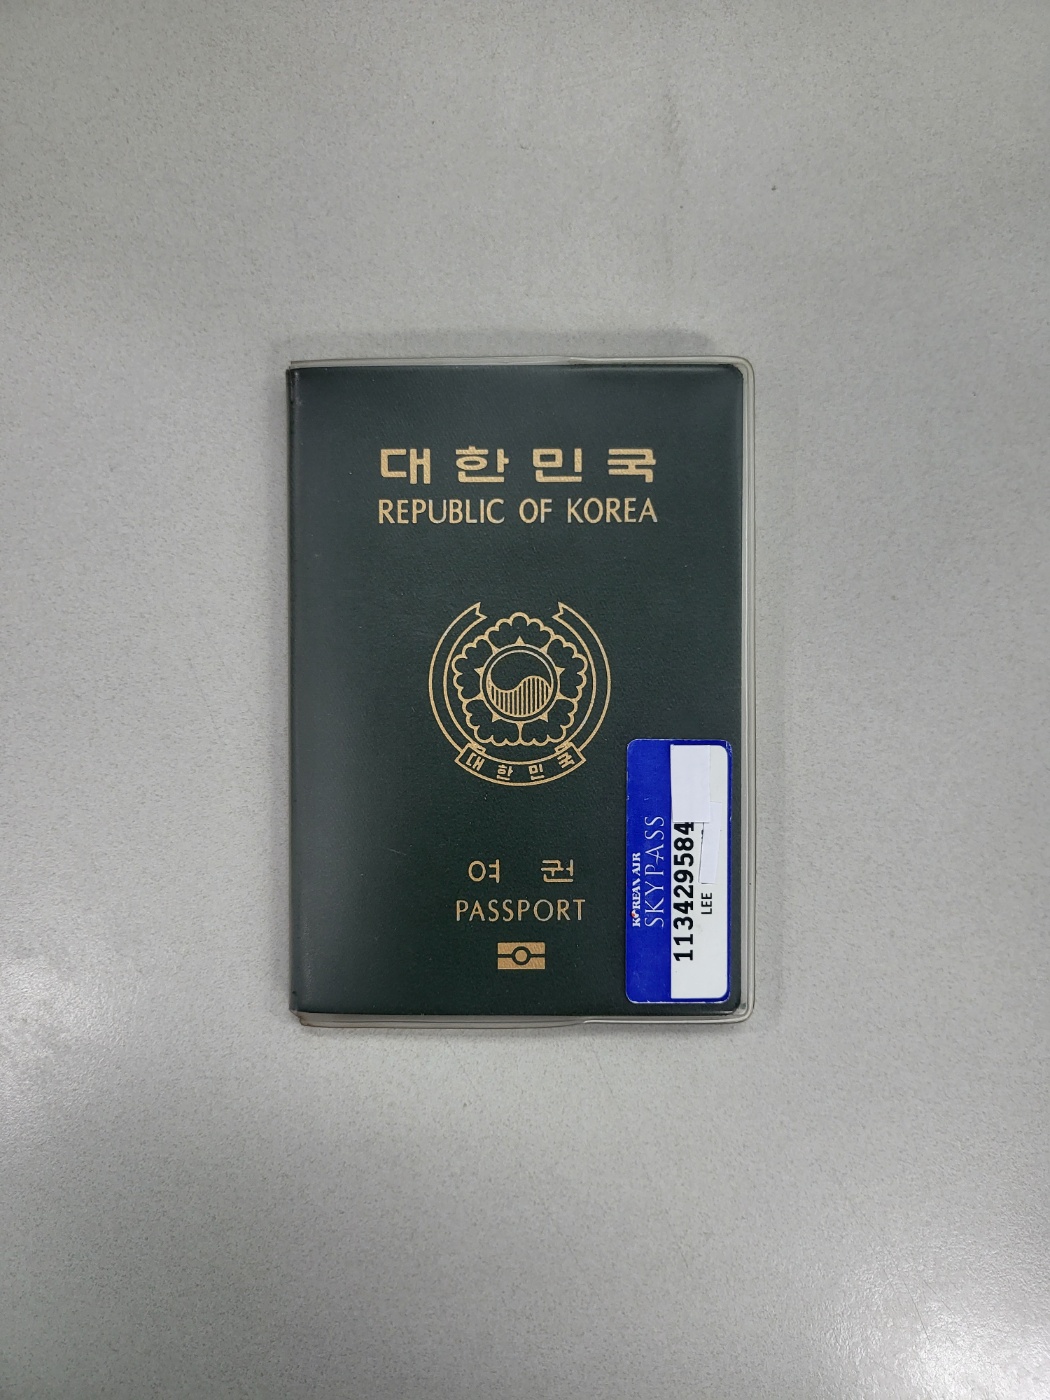 대한민국
REPUBLIC OF KOREA
대한민국
여 권
PASSPORT
KOREAN AIR
SKYPASS
113429584
LEE